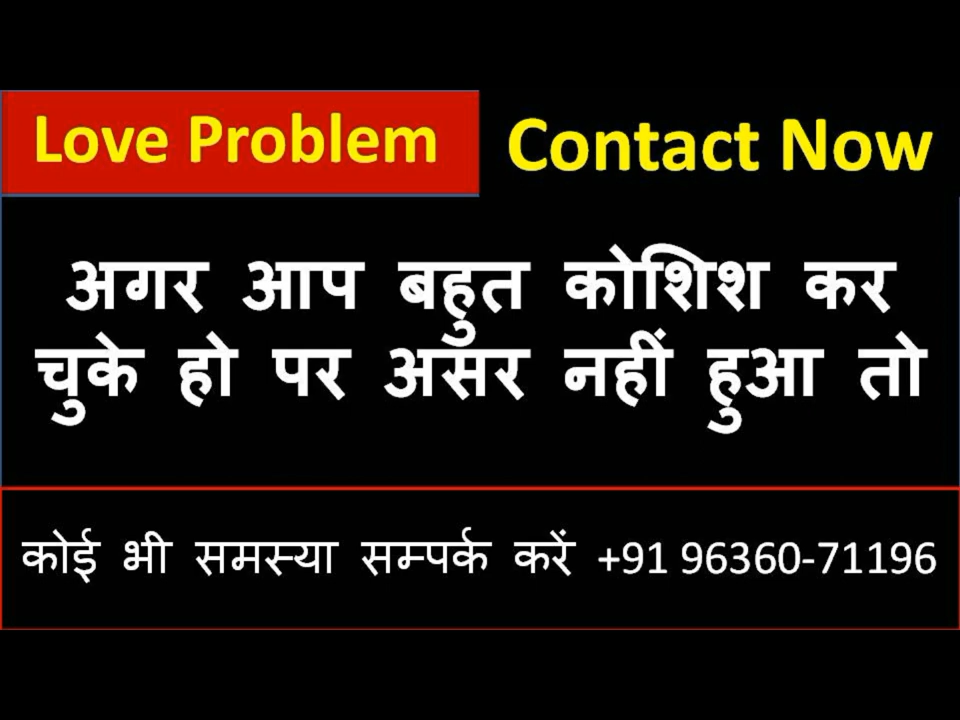 Love Problem
Contact Now
अगर आप बहुत कोशिश कर
चुके हो पर असर नहीं हुआ तो
कोई भी समस्या सम्पर्क करें +91 96360-71196